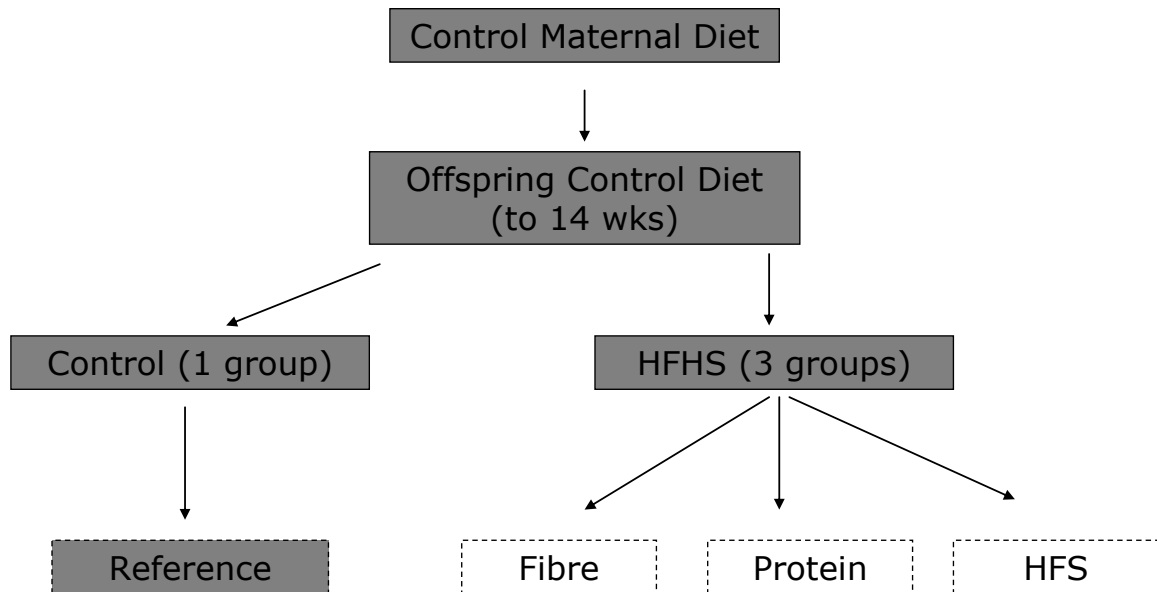 Control Maternal Diet
Offspring Control Diet
(to 14 wks)
Control (1 group)
HFHS (3 groups)
Reference
Fibre
Protein
HFS